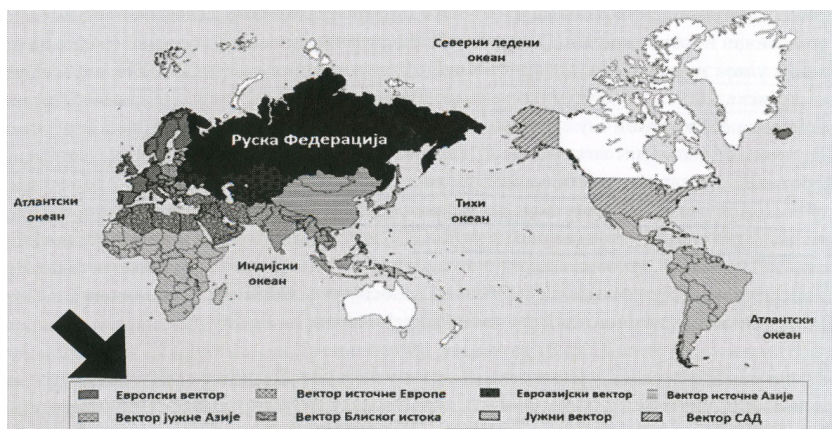 Северни ледени
океан
Руска Федерација
Атлантски
океан
Тихи
океан
Индијски
океан
Атлантски
океан
Европски вектор
Вектор источне Европе
Евроазијски вектор
Вектор источне Азије
Вектор јужне Азије
Вектор Блиског истока
Јужни вектор
Вектор САД